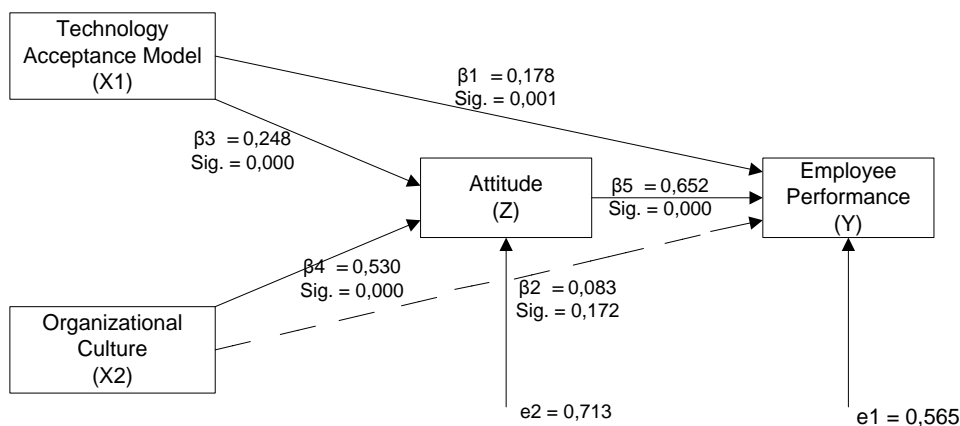 Technology
Acceptance Model
(X1)
β1 = 0,178
Sig. = 0,001
β3 = 0,248
Sig. = 0,000
Attitude
(Z)
β5 = 0,652
Sig. = 0,000
Employee
Performance
(Y)
β4 = 0,530
Sig. = 0,000
β2 = 0,083
Sig. = 0,172
Organizational
Culture
(X2)
e2 = 0,713
e1 = 0,565